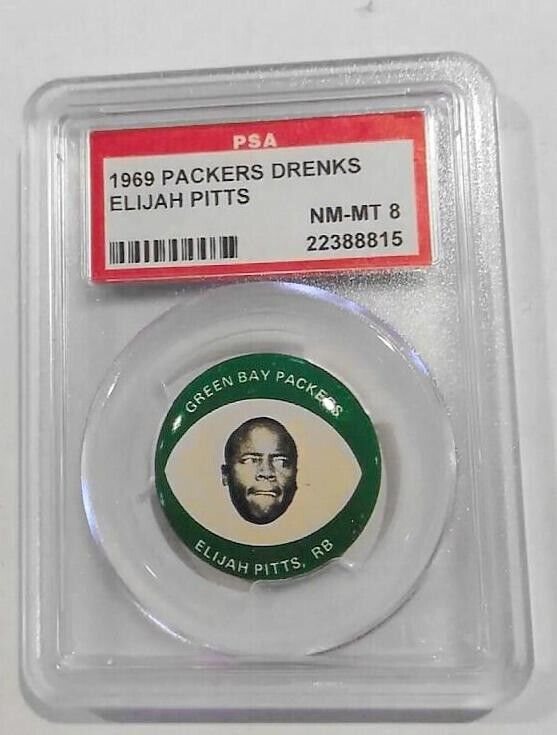 PSA
1969 PACKERS DRENKS
ELIJAH PITTS
NM-MT 8
22388815
GREEN BAY PACKERS
ELIJAH PITTS, RB